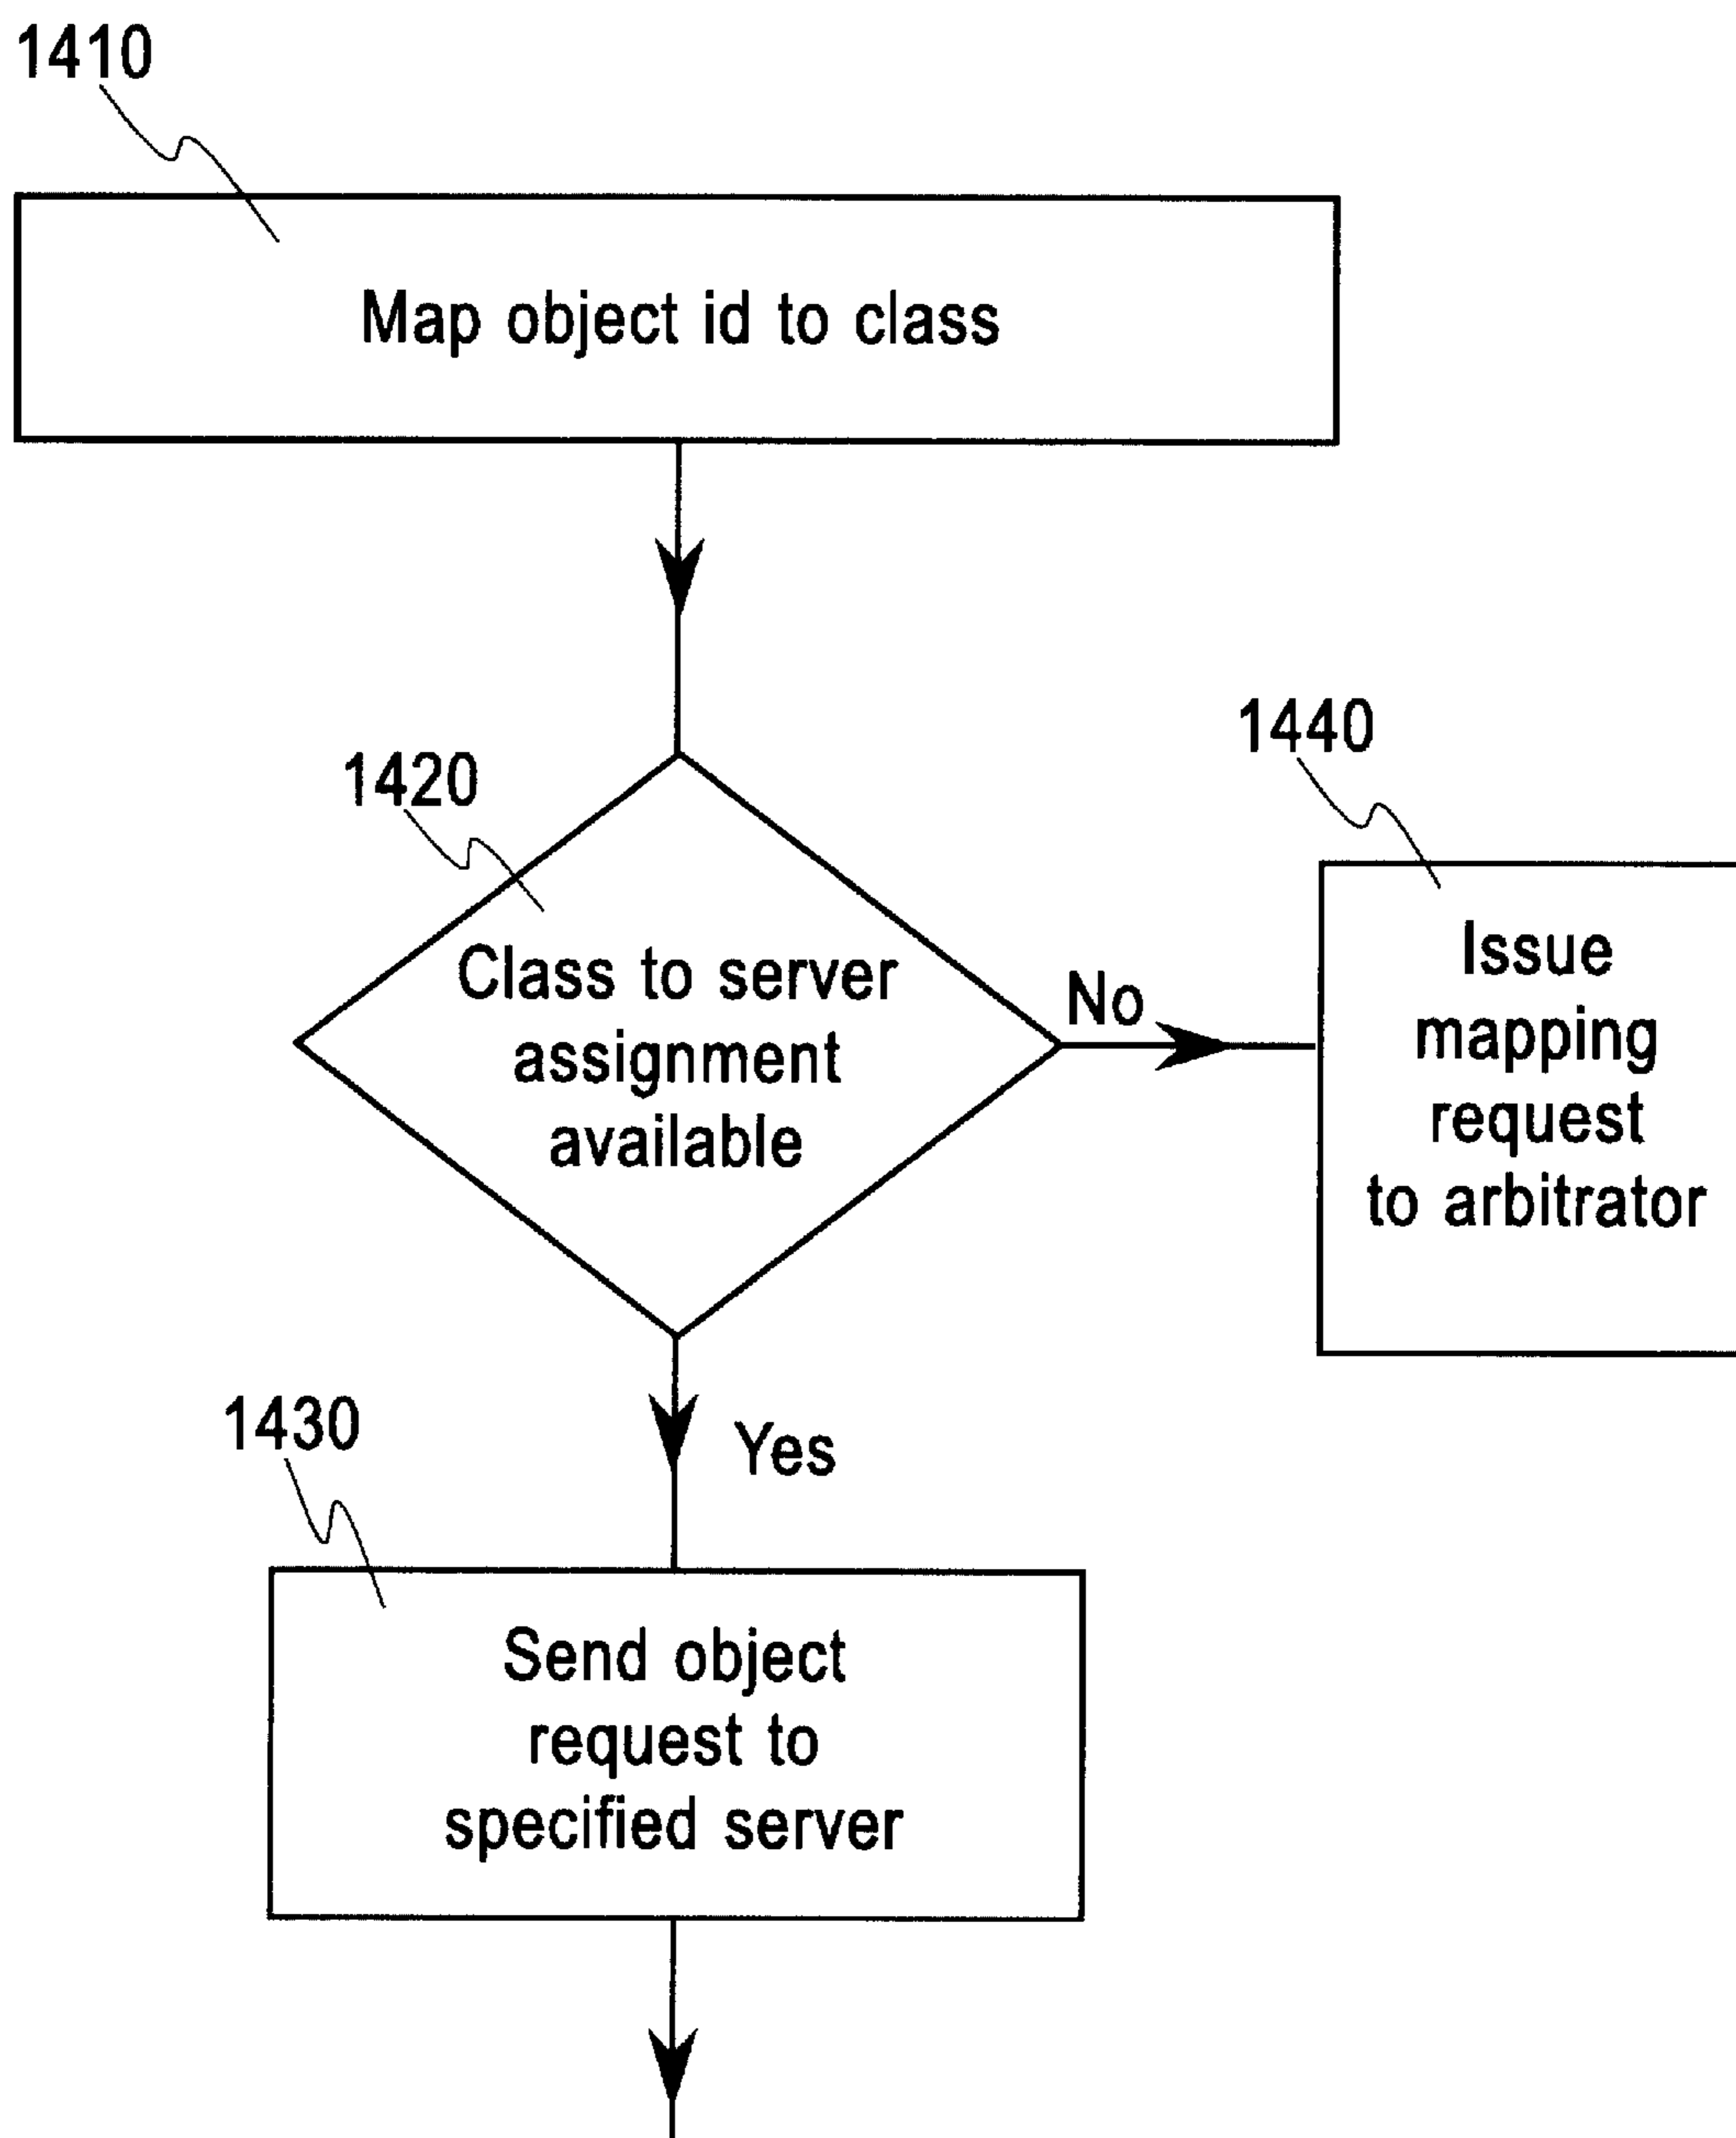 1410
Map object id to class
1420
Class to server
assignment
available
No
1440
Issue
mapping
request
to arbitrator
Yes
1430
Send object
request to
specified server